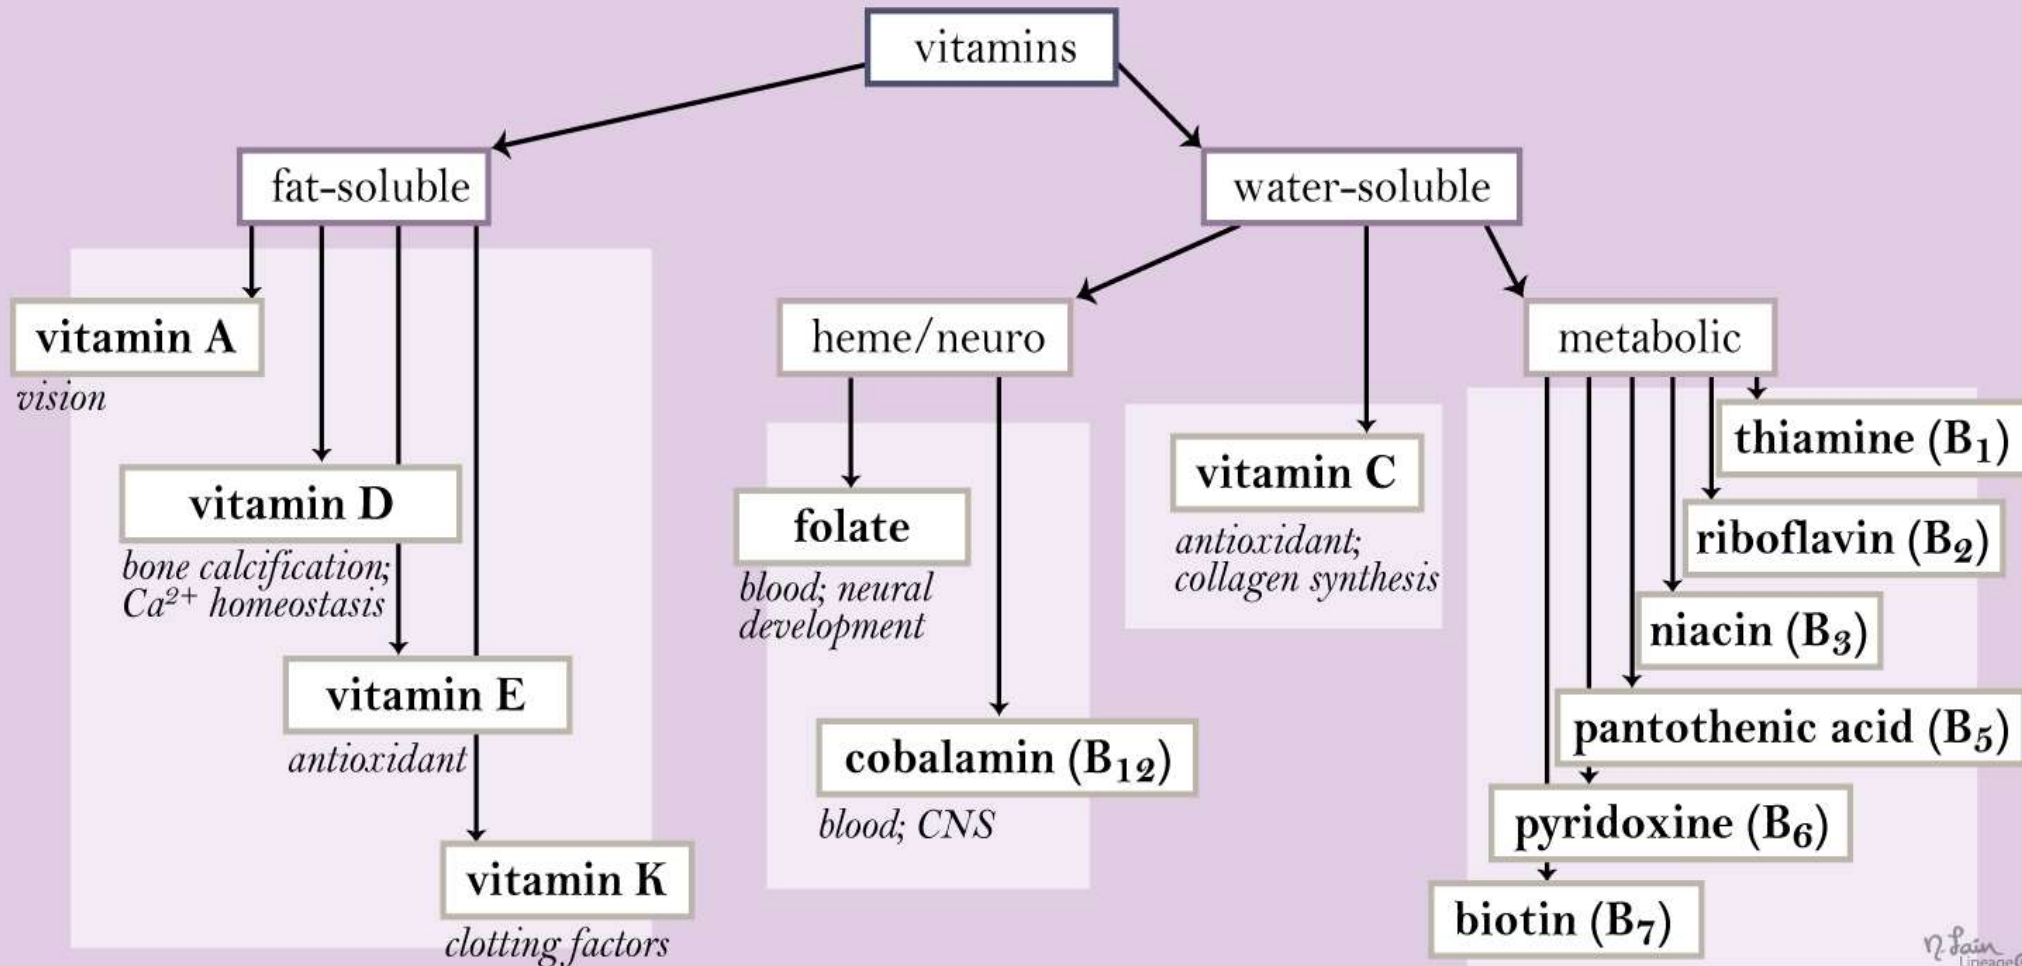 vitamins
fat-soluble
water-soluble
vitamin A
vision
heme/neuro
metabolic
vitamin D
bone calcification;
Ca²⁺ homeostasis
folate
blood; neural
development
vitamin C
antioxidant;
collagen synthesis
thiamine (B₁)
riboflavin (B₂)
niacin (B₃)
vitamin E
antioxidant
cobalamin (B₁₂)
blood; CNS
pantothenic acid (B₅)
pyridoxine (B₆)
vitamin K
clotting factors
biotin (B₇)
N. Lain
Lineage